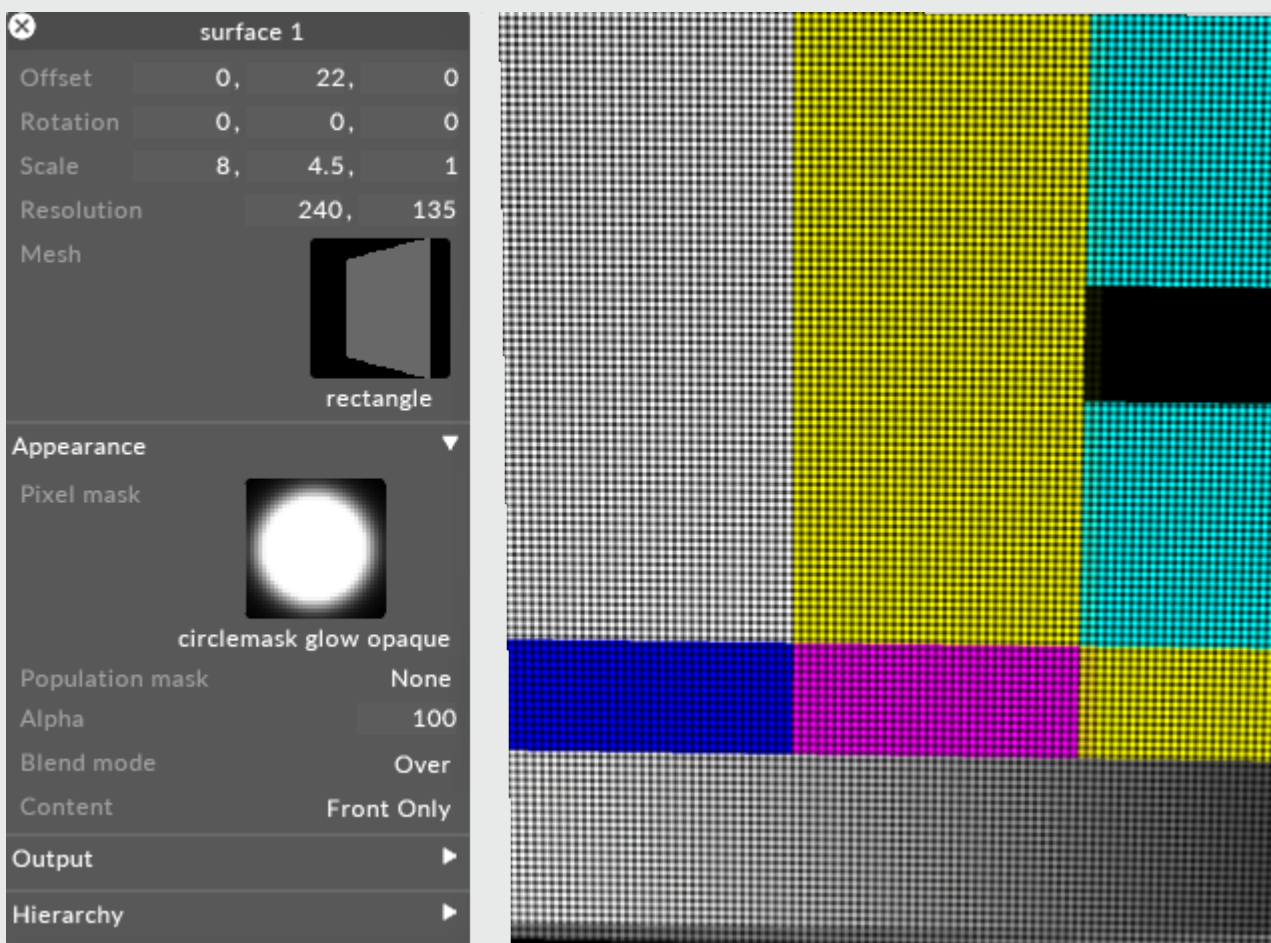 surface 1
Offset 0, 22, 0
Rotation 0, 0, 0
Scale 8, 4.5, 1
Resolution 240, 135
Mesh
rectangle
Appearance
Pixel mask
circlemask glow opaque
Population mask None
Alpha 100
Blend mode Over
Content Front Only
Output
Hierarchy